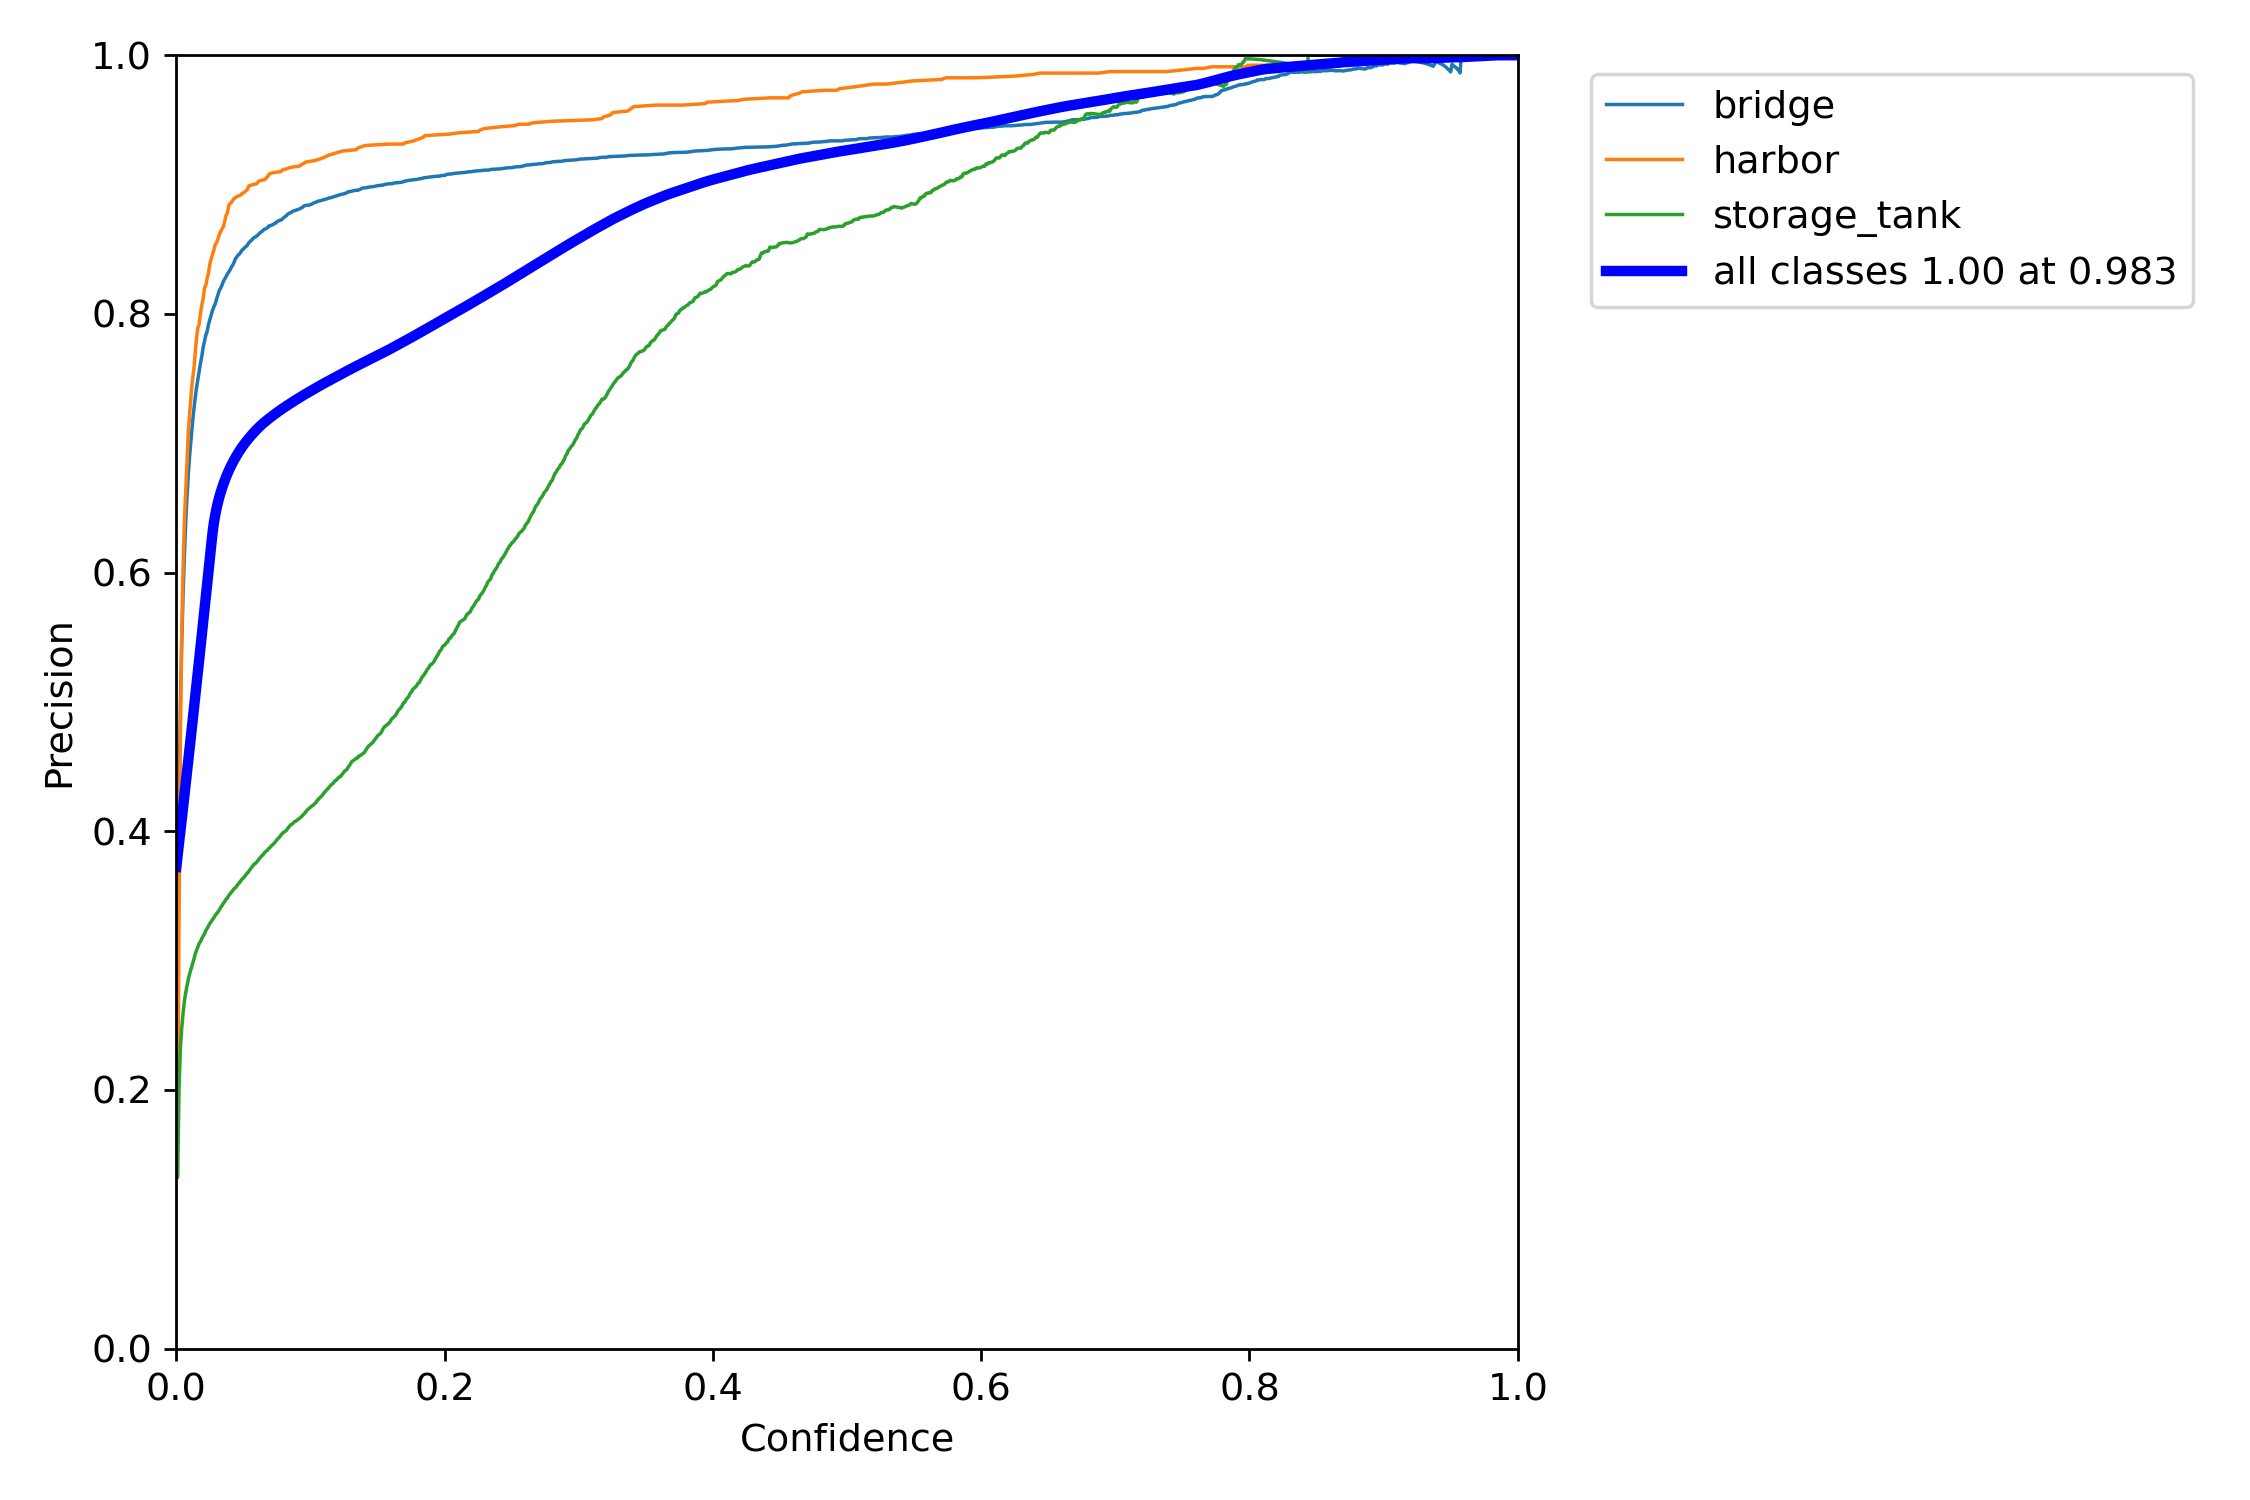 1.0
0.8
0.6
0.4
0.2
0.0
0.0 0.2 0.4 0.6 0.8 1.0
Precision
Confidence
bridge
harbor
storage_tank
all classes 1.00 at 0.983